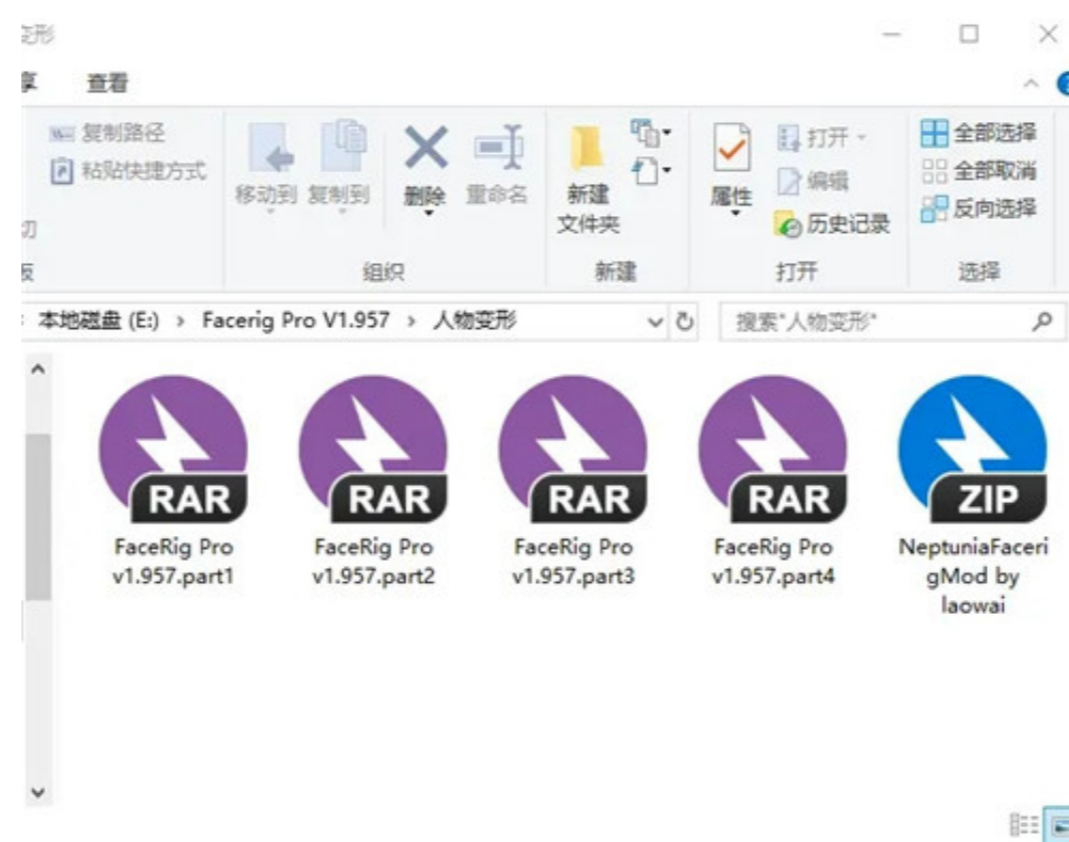 变形
享 查看
复制路径
粘贴快捷方式
切
板
移动到 复制到 删除 重命名
组织
新建
文件夹
新建
属性
打开
编辑
历史记录
打开
全部选择
全部取消
反向选择
选择
本地磁盘 (E:) › Facerig Pro V1.957 › 人物变形
搜索"人物变形"
RAR RAR RAR RAR ZIP
FaceRig Pro
v1.957.part1
FaceRig Pro
v1.957.part2
FaceRig Pro
v1.957.part3
FaceRig Pro
v1.957.part4
NeptuniaFaceri
gMod by
laowai